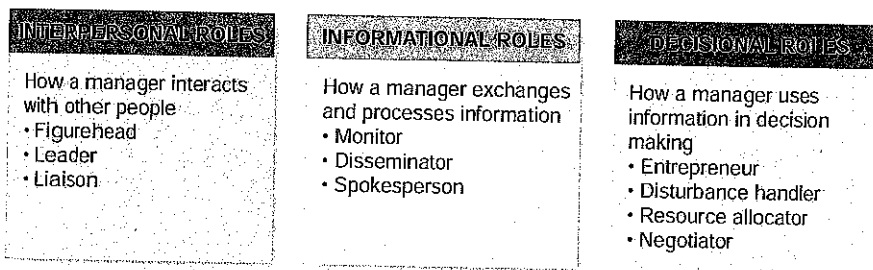 INTERPERSONAL ROLES
How a manager interacts
with other people
• Figurehead
• Leader
• Liaison
INFORMATIONAL ROLES
How a manager exchanges
and processes information
• Monitor
• Disseminator
• Spokesperson
DECISIONAL ROLES
How a manager uses
information in decision
making
• Entrepreneur
• Disturbance handler
• Resource allocator
• Negotiator